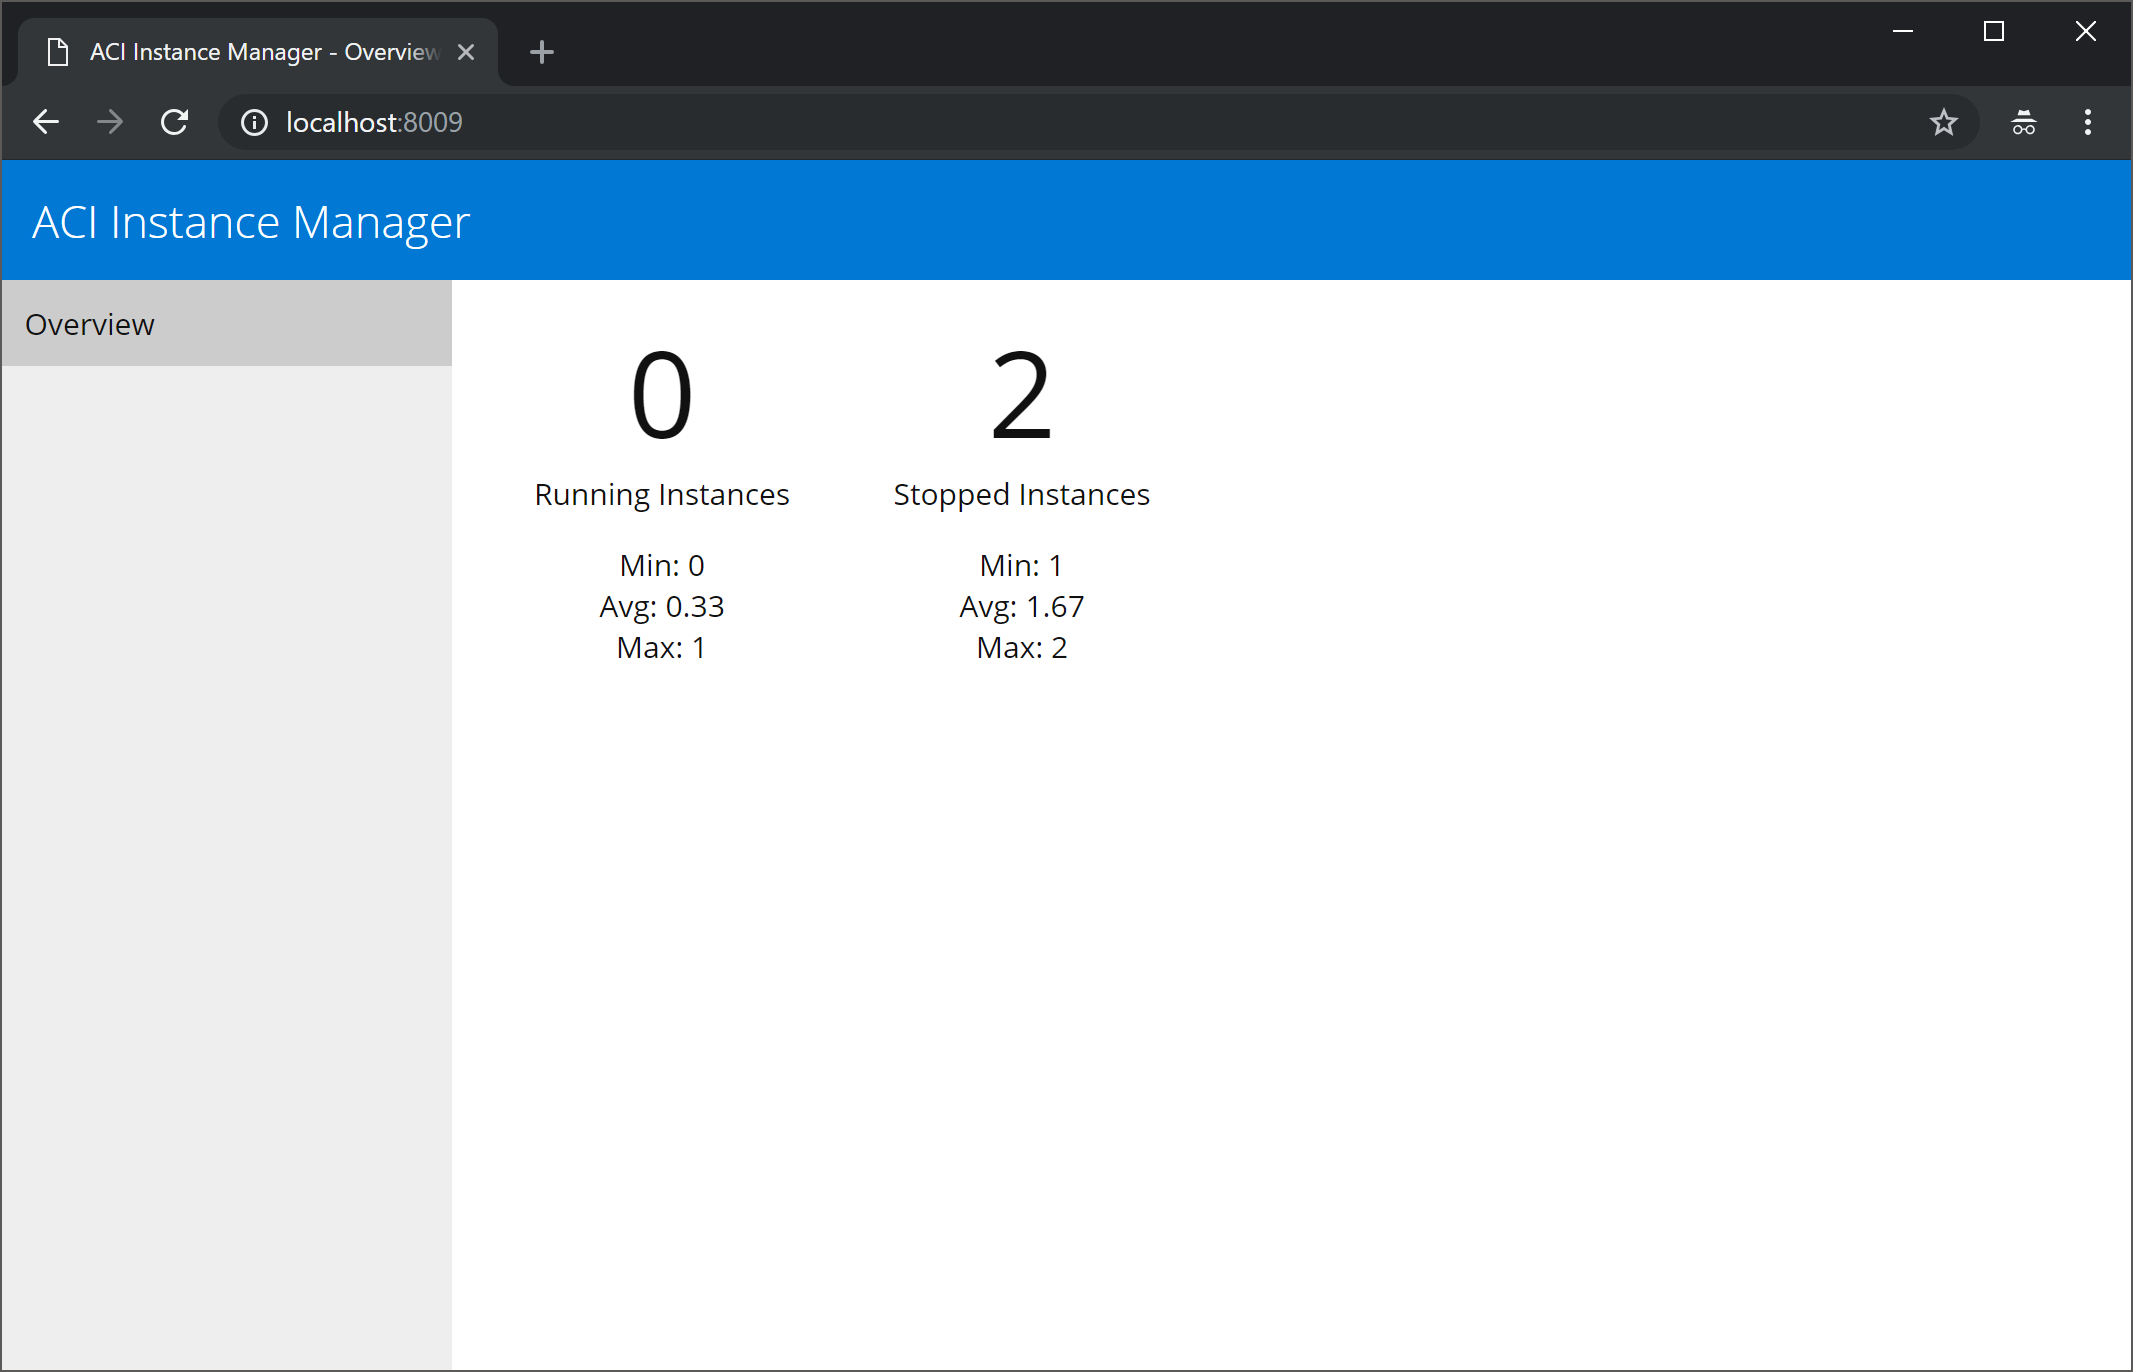 ACI Instance Manager - Overview
localhost:8009
ACI Instance Manager
Overview
0
Running Instances
Min: 0
Avg: 0.33
Max: 1
2
Stopped Instances
Min: 1
Avg: 1.67
Max: 2